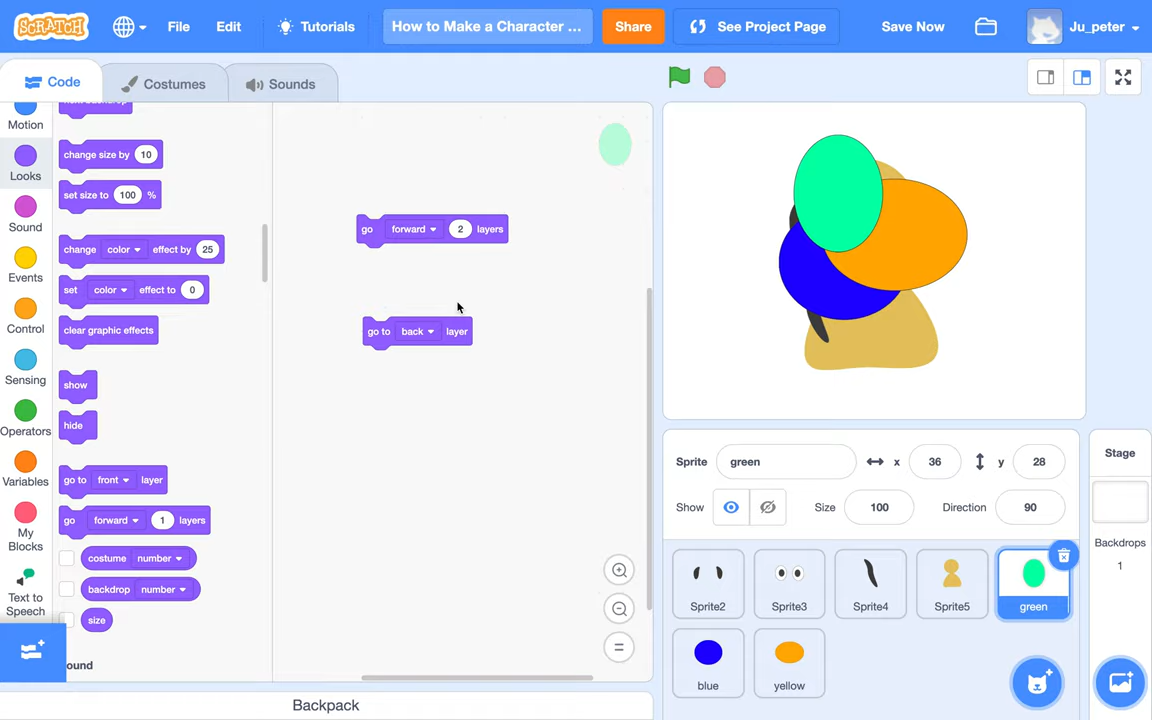 SCRATCH
File
Edit
Tutorials
How to Make a Character ...
Share
See Project Page
Save Now
Ju_peter
Code
Costumes
Sounds
Motion
Looks
Sound
Events
Control
Sensing
Operators
Variables
My
Blocks
Text to
Speech
change size by 10
set size to 100 %
change color effect by 25
set color effect to 0
clear graphic effects
show
hide
go to front layer
go forward 1 layers
costume number
backdrop number
size
ound
go forward 2 layers
go to back layer
Backpack
Sprite green x 36 y 28
Show Size 100 Direction 90
Sprite2
Sprite3
Sprite4
Sprite5
green
blue
yellow
Stage
Backdrops
1